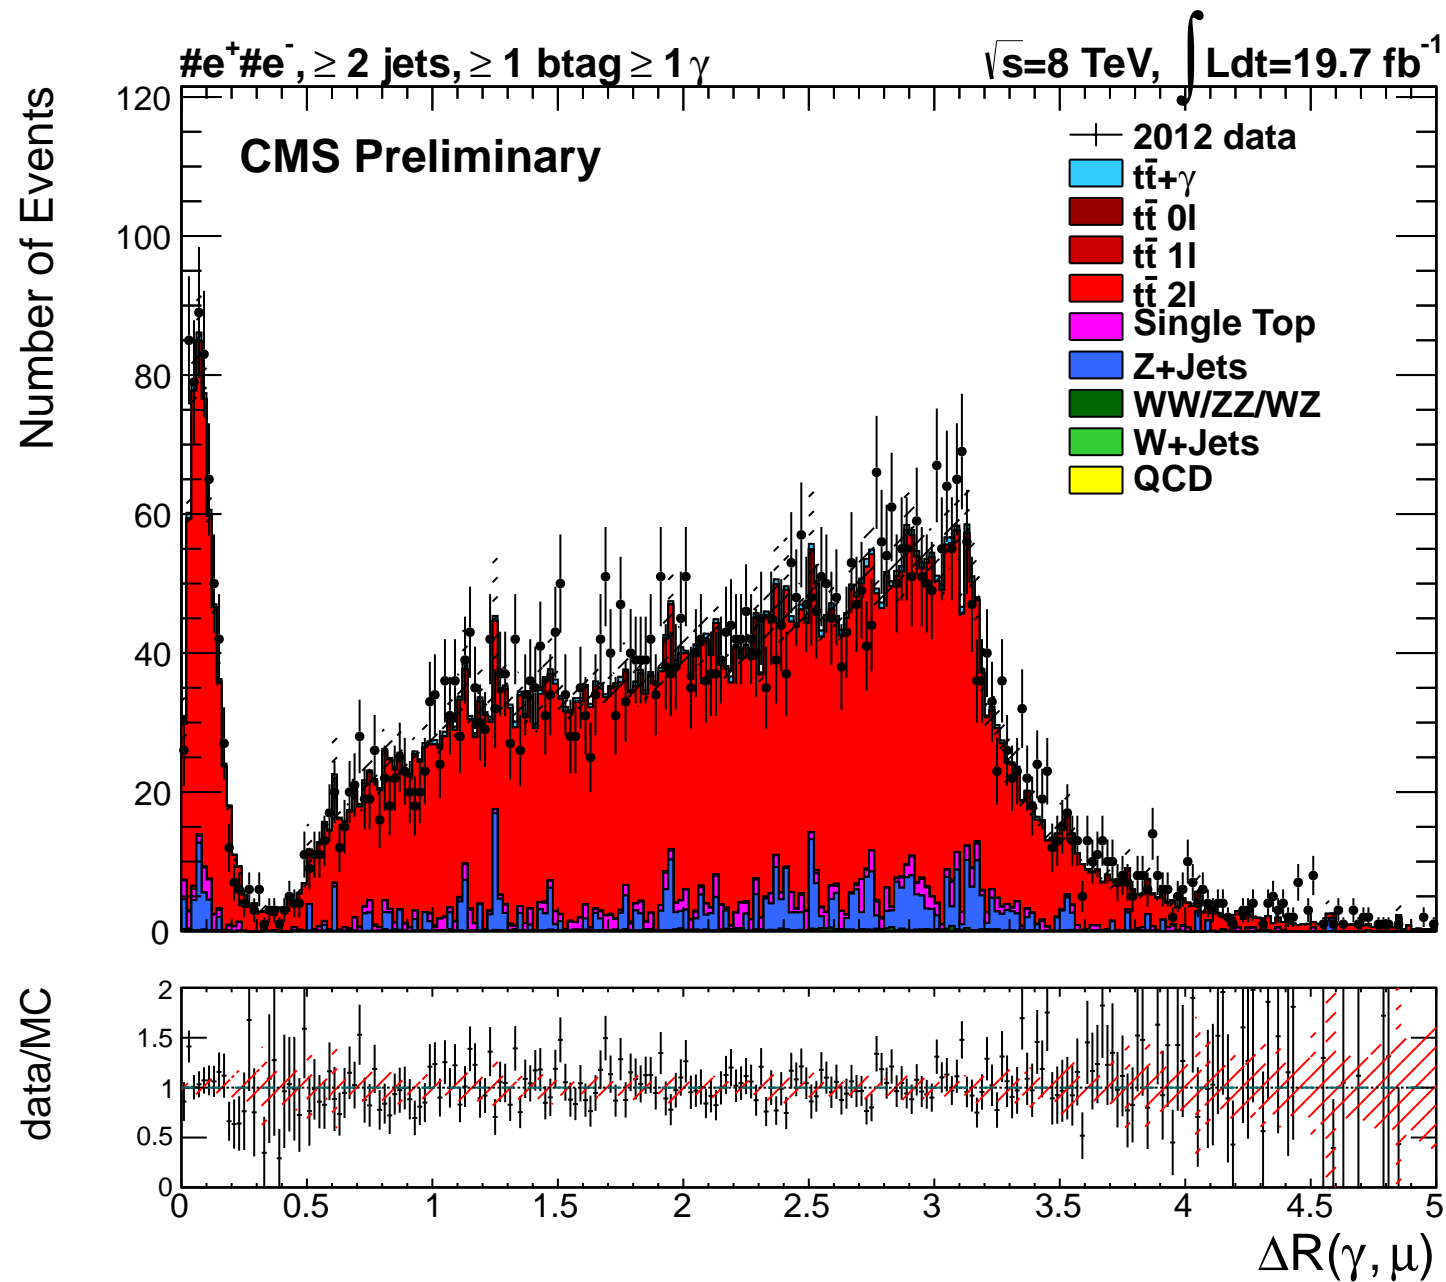 #e⁺#e⁻, ≥ 2 jets, ≥ 1 btag ≥ 1 γ
√s=8 TeV, ∫ Ldt=19.7 fb⁻¹
CMS Preliminary
2012 data
tt̄+γ
tt̄ 0l
tt̄ 1l
tt̄ 2l
Single Top
Z+Jets
WW/ZZ/WZ
W+Jets
QCD
Number of Events
120
100
80
60
40
20
0
data/MC
2
1.5
1
0.5
0
0 0.5 1 1.5 2 2.5 3 3.5 4 4.5 5
ΔR(γ, μ)